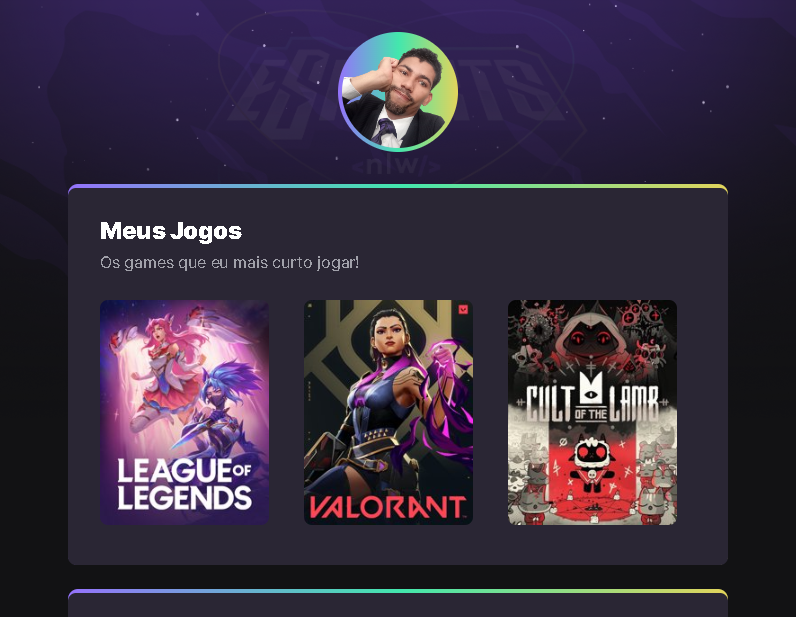 ESPORTS
<nlw/>
Meus Jogos
Os games que eu mais curto jogar!
LEAGUE OF
LEGENDS
VALORANT
CULT OF THE LAMB